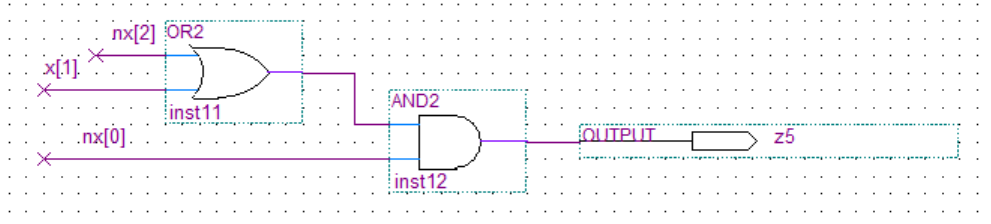 nx[2]
OR2
x[1]
inst11
AND2
nx[0]
OUTPUT
z5
inst12